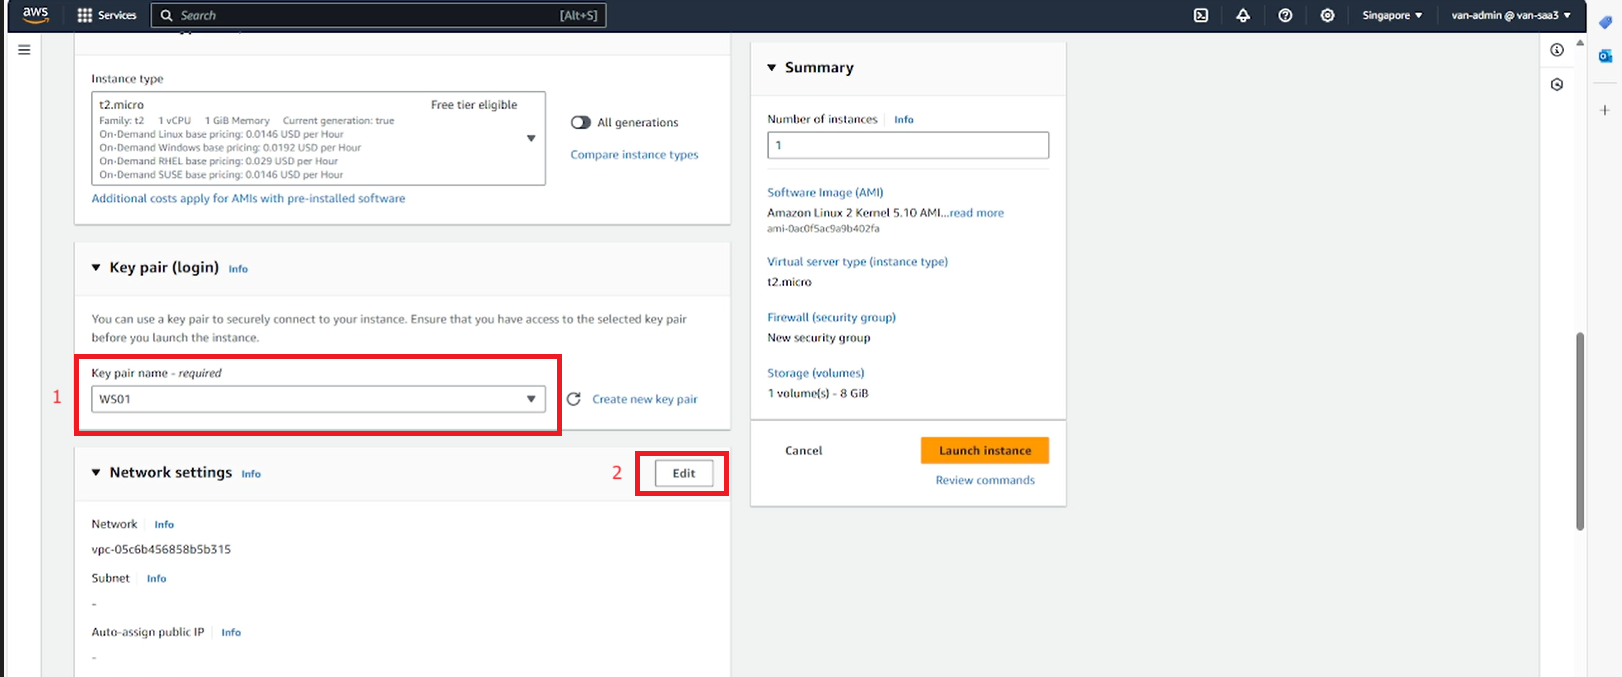 aws
Services
Search
[Alt+S]
Singapore
van-admin @ van-saa3
Instance type
t2.micro
Free tier eligible
Family: t2 1 vCPU 1 GiB Memory Current generation: true
On-Demand Linux base pricing: 0.0146 USD per Hour
On-Demand Windows base pricing: 0.0192 USD per Hour
On-Demand RHEL base pricing: 0.029 USD per Hour
On-Demand SUSE base pricing: 0.0146 USD per Hour
All generations
Compare instance types
Additional costs apply for AMIs with pre-installed software
Key pair (login) Info
You can use a key pair to securely connect to your instance. Ensure that you have access to the selected key pair
before you launch the instance.
Key pair name - required
1
WS01
Create new key pair
Network settings Info
2
Edit
Network Info
vpc-05c6b456858b5b315
Subnet Info
-
Auto-assign public IP Info
-
Summary
Number of instances Info
1
Software Image (AMI)
Amazon Linux 2 Kernel 5.10 AMI...read more
ami-0ac0f5ac9a9b402fa
Virtual server type (instance type)
t2.micro
Firewall (security group)
New security group
Storage (volumes)
1 volume(s) - 8 GiB
Cancel
Launch instance
Review commands